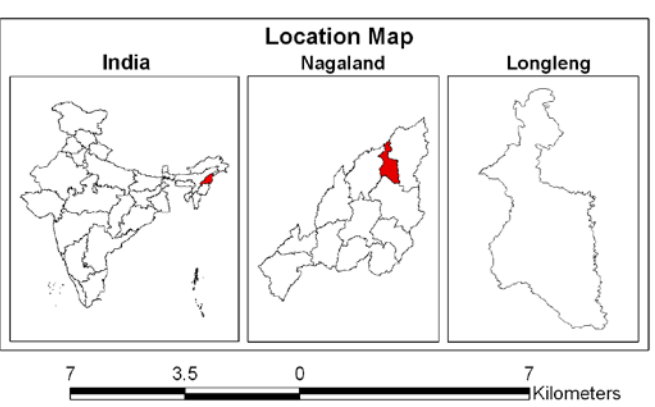 Location Map
India
Nagaland
Longleng
7 3.5 0 7
Kilometers